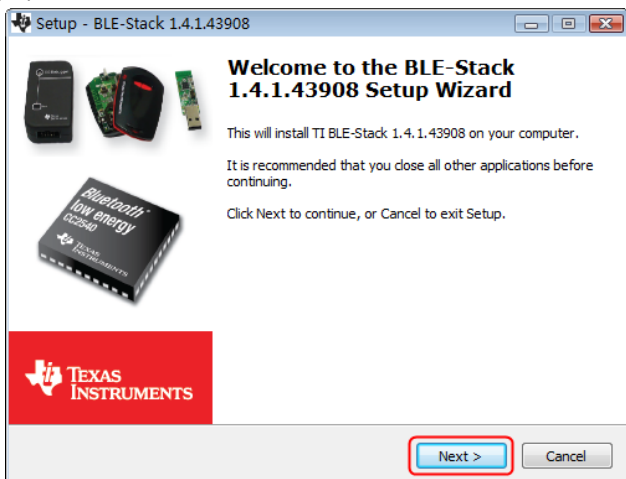 Setup - BLE-Stack 1.4.1.43908
Welcome to the BLE-Stack
1.4.1.43908 Setup Wizard
This will install TI BLE-Stack 1.4.1.43908 on your computer.
It is recommended that you close all other applications before
continuing.
Click Next to continue, or Cancel to exit Setup.
Bluetooth®
low energy
CC2540
TEXAS
INSTRUMENTS
TEXAS
INSTRUMENTS
Next >
Cancel